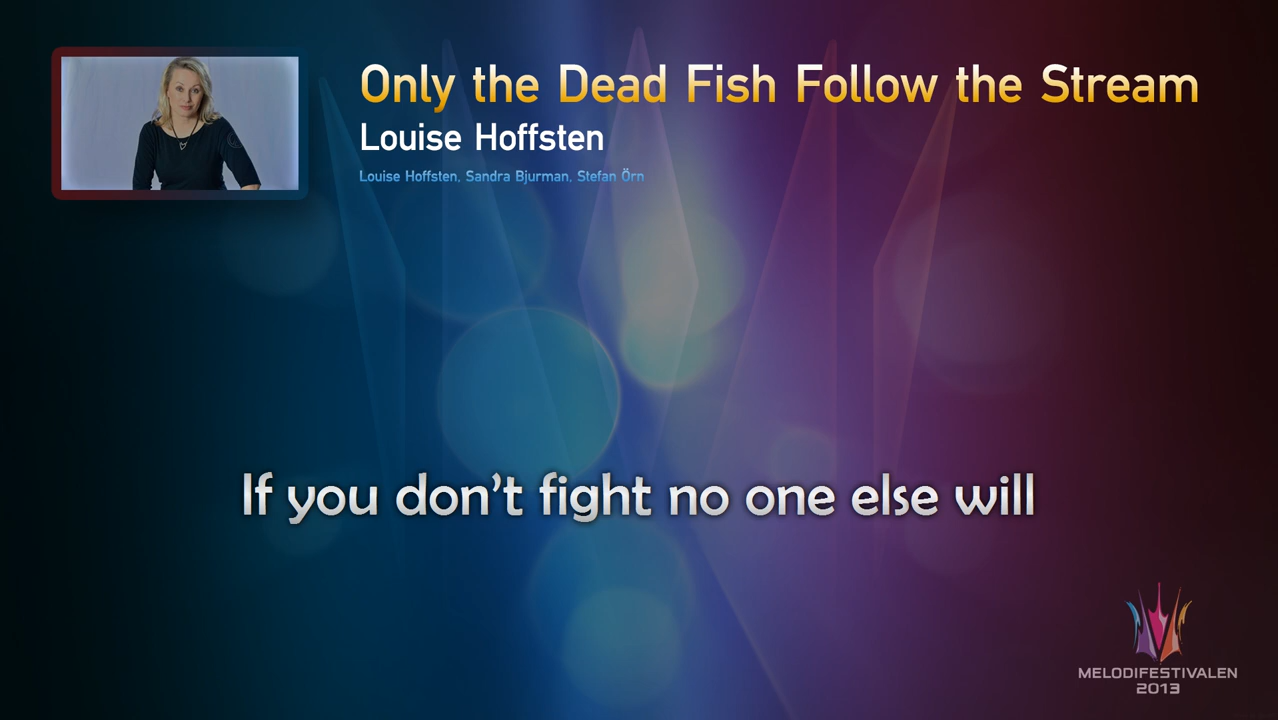 Only the Dead Fish Follow the Stream
Louise Hoffsten
Louise Hoffsten, Sandra Bjurman, Stefan Örn
If you don't fight no one else will
MELODIFESTIVALEN
2013